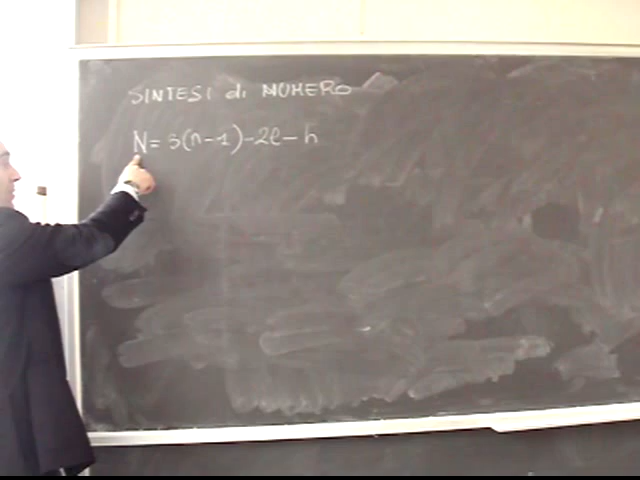 SINTESI di NUMERO
N = 3(n-1)-2l-h